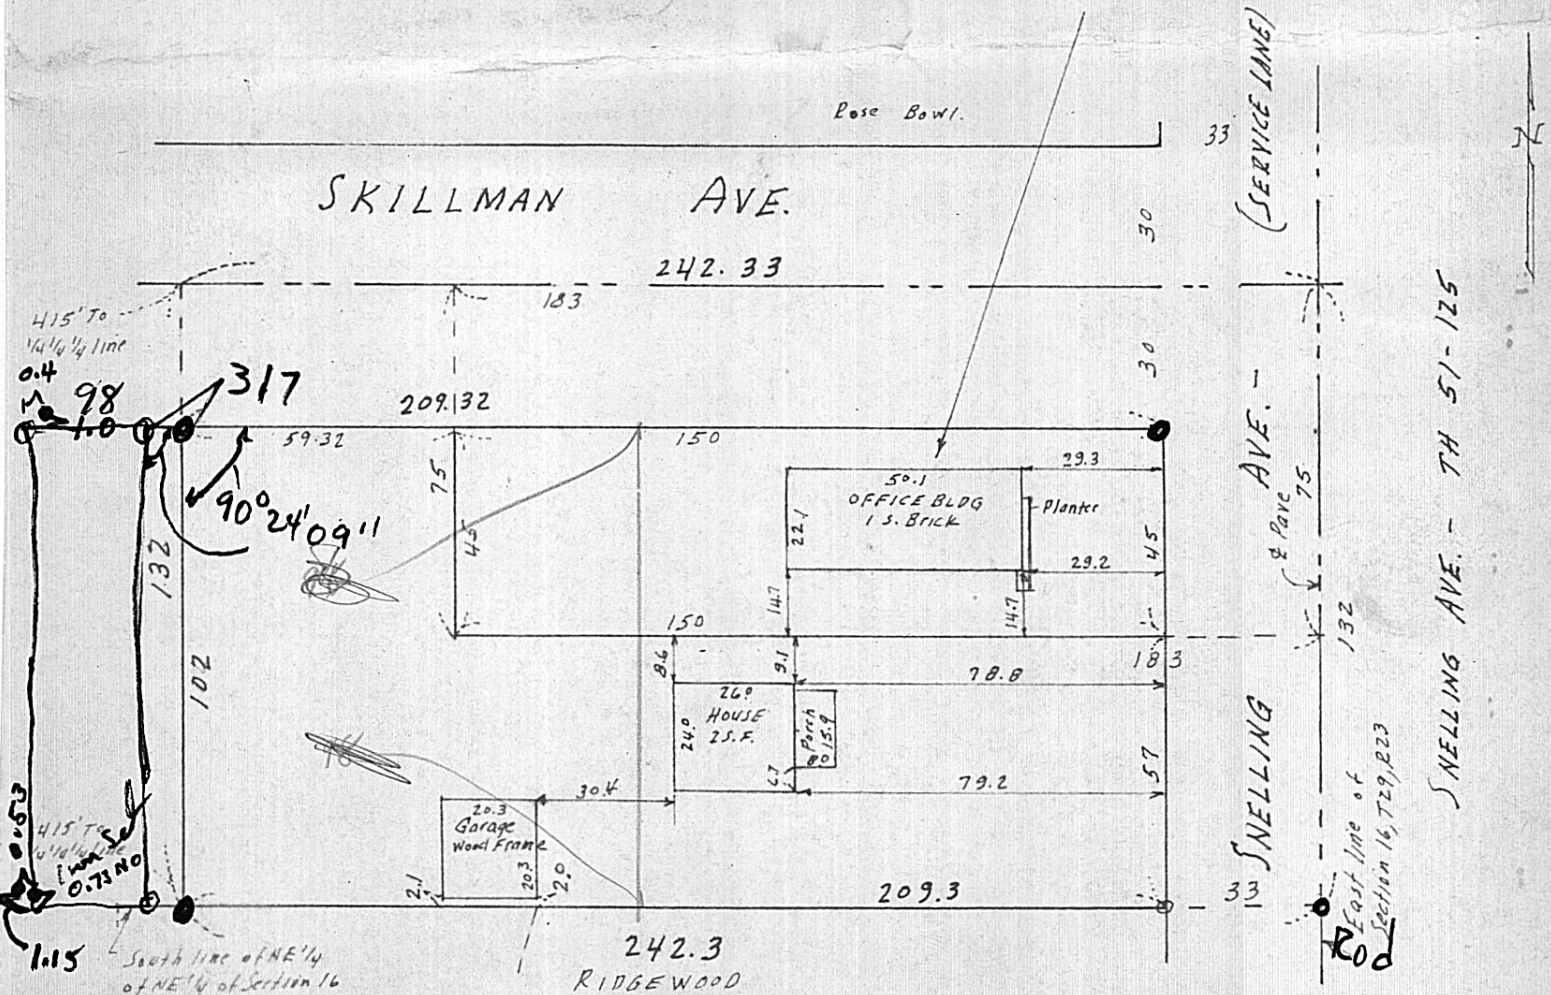 Rose Bowl.
33
(SERVICE LANE)
SKILLMAN AVE.
30
242.33
183
415' To
1/4 1/4 1/4 line
0.4
98
1.0
317
209.32
59.32
150
30
75
45
90° 24' 09"
132
102
29.3
50.1
OFFICE BLDG
1 S. Brick
Planter
22.1
29.2
45
14.7
14.7
150
183
8.6
9.1
78.8
26.0
HOUSE
2 S.F.
24.0
Porch
8.0 15.9
6.7
79.2
57
30.4
20.3
Garage
Wood Frame
20.3
2.1
2.0
209.3
33
SNELLING AVE. -
¢ Pave
75
132
SNELLING AVE. - TH 51-125
East line of
Section 16, T29, R23
Rod
0.53
415' To
0.73 NO
1.15
South line of NE 1/4
of NE 1/4 of Section 16
242.3
RIDGEWOOD